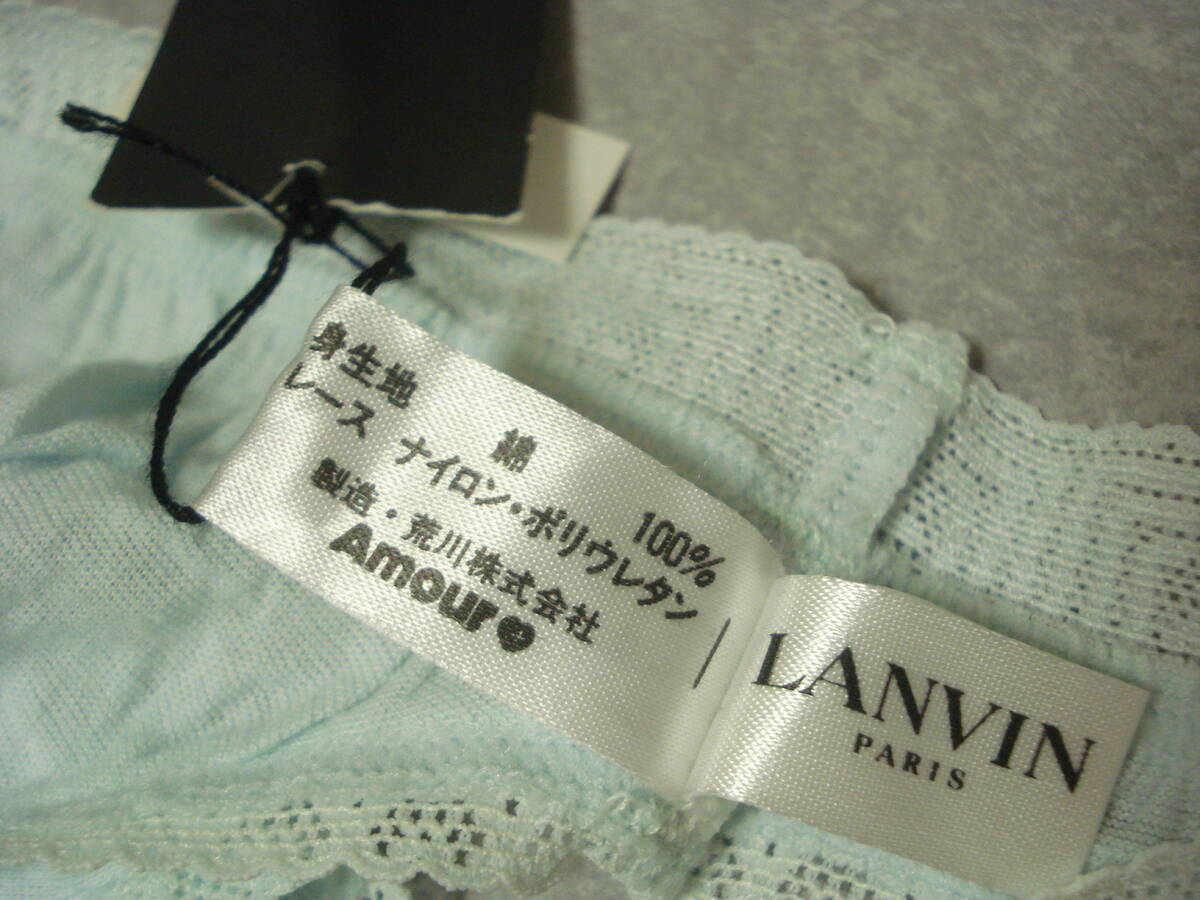 身生地 綿 100%
レース ナイロン・ポリウレタン
製造・荒川株式会社
Amour♥
LANVIN
PARIS